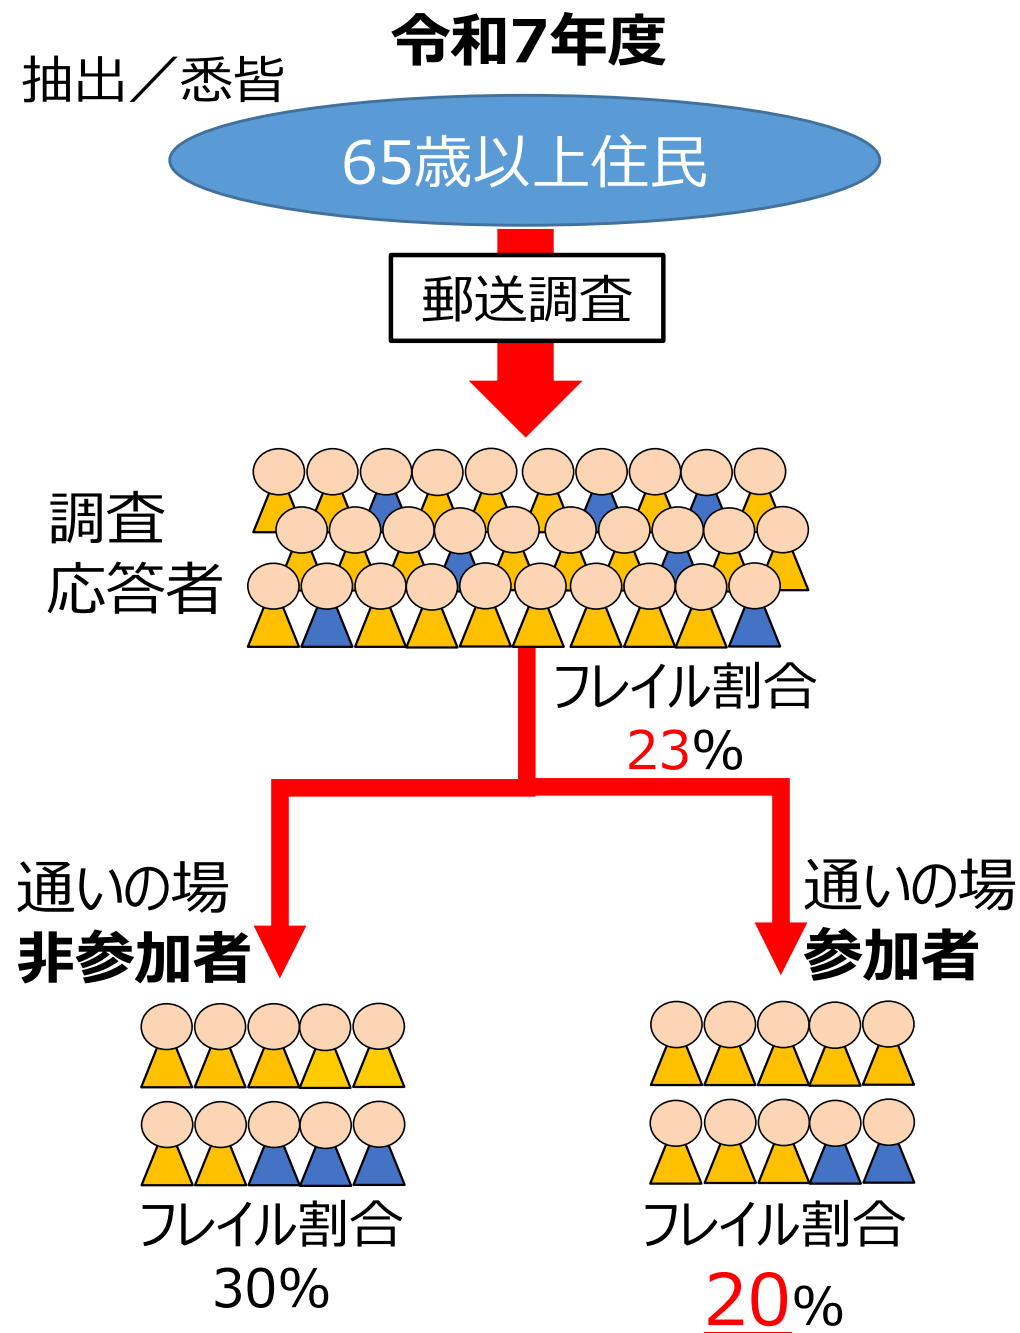 令和7年度
抽出／悉皆
65歳以上住民
郵送調査
調査
応答者
フレイル割合
23%
通いの場
非参加者
通いの場
参加者
フレイル割合
30%
フレイル割合
20%